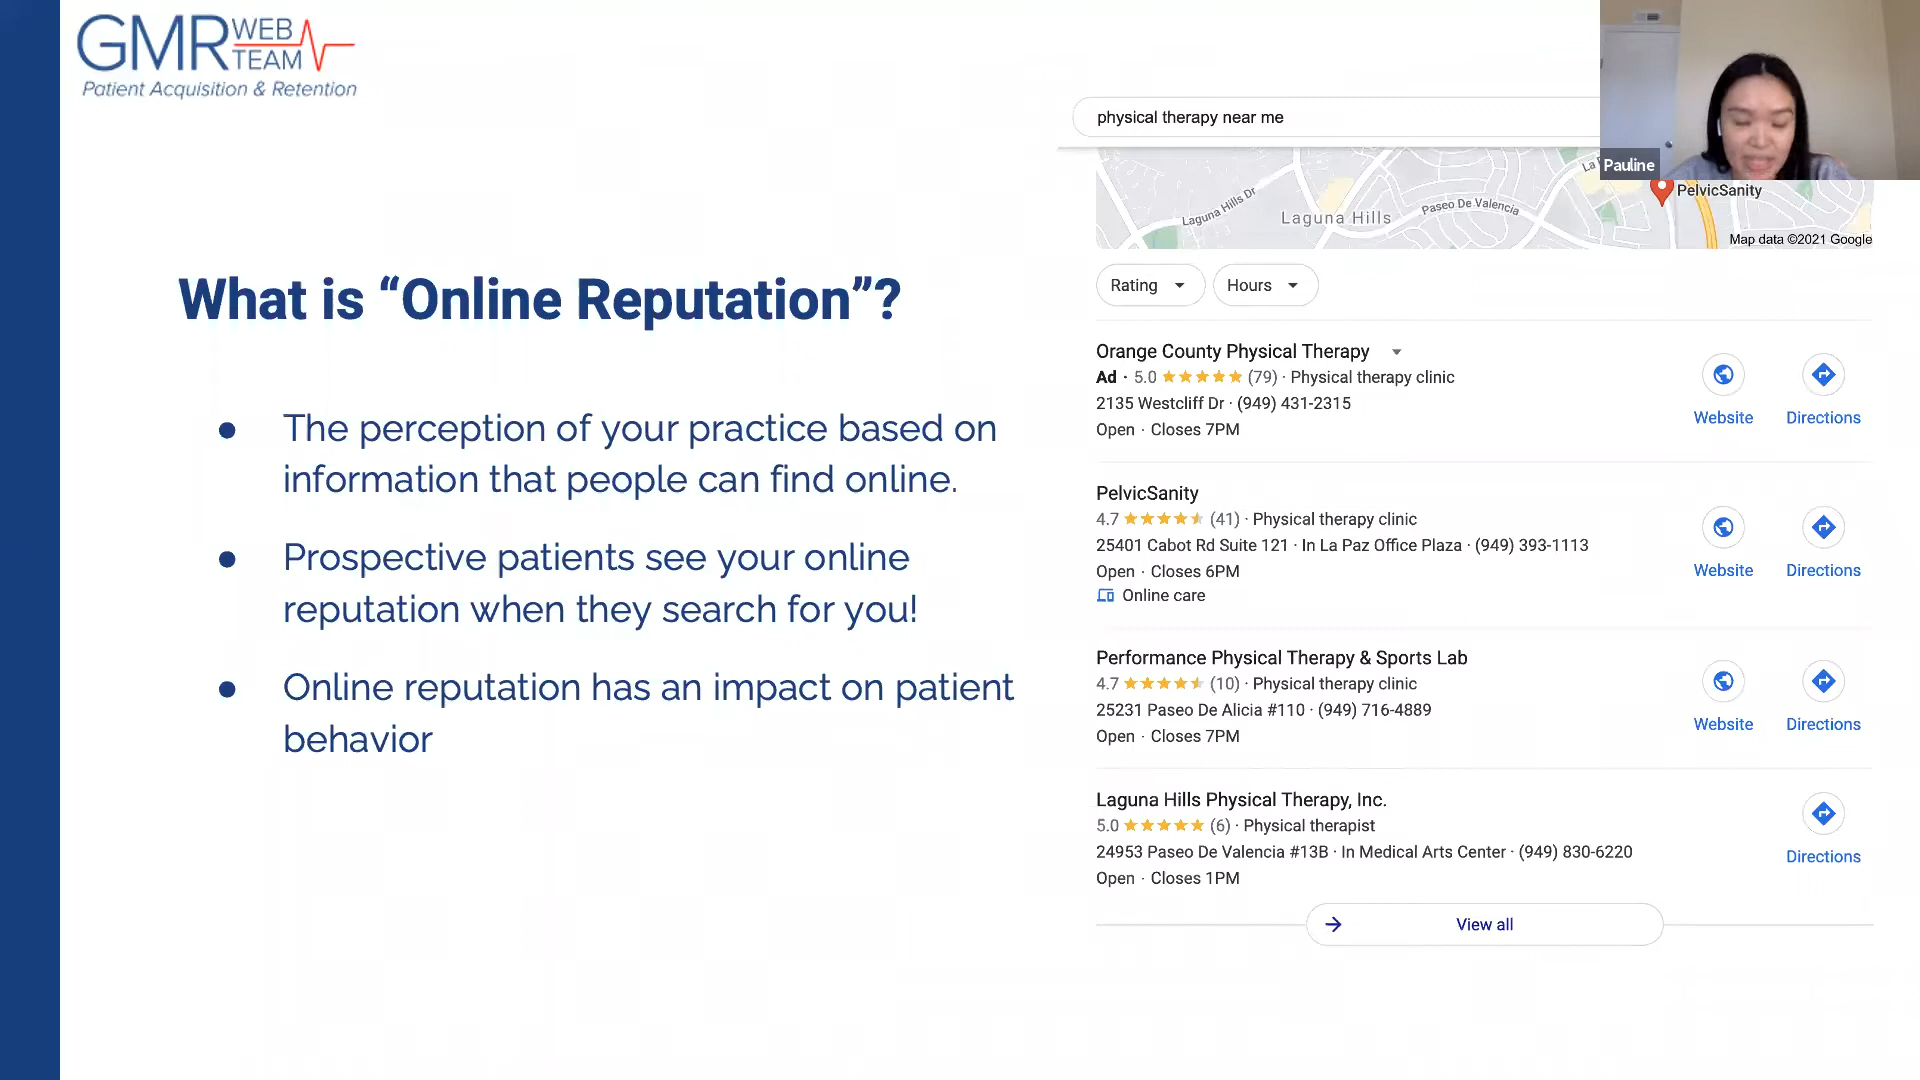 GMR WEB TEAM
Patient Acquisition & Retention
What is “Online Reputation”?
● The perception of your practice based on
information that people can find online.
● Prospective patients see your online
reputation when they search for you!
● Online reputation has an impact on patient
behavior
physical therapy near me
Pauline
La
Laguna Hills Dr
Laguna Hills
Paseo De Valencia
PelvicSanity
Map data ©2021 Google
Rating
Hours
Orange County Physical Therapy
Ad · 5.0 ★★★★★ (79) · Physical therapy clinic
2135 Westcliff Dr · (949) 431-2315
Open · Closes 7PM
Website
Directions
PelvicSanity
4.7 (41) · Physical therapy clinic
25401 Cabot Rd Suite 121 · In La Paz Office Plaza · (949) 393-1113
Open · Closes 6PM
Online care
Website
Directions
Performance Physical Therapy & Sports Lab
4.7 (10) · Physical therapy clinic
25231 Paseo De Alicia #110 · (949) 716-4889
Open · Closes 7PM
Website
Directions
Laguna Hills Physical Therapy, Inc.
5.0 ★★★★★ (6) · Physical therapist
24953 Paseo De Valencia #13B · In Medical Arts Center · (949) 830-6220
Open · Closes 1PM
Directions
View all